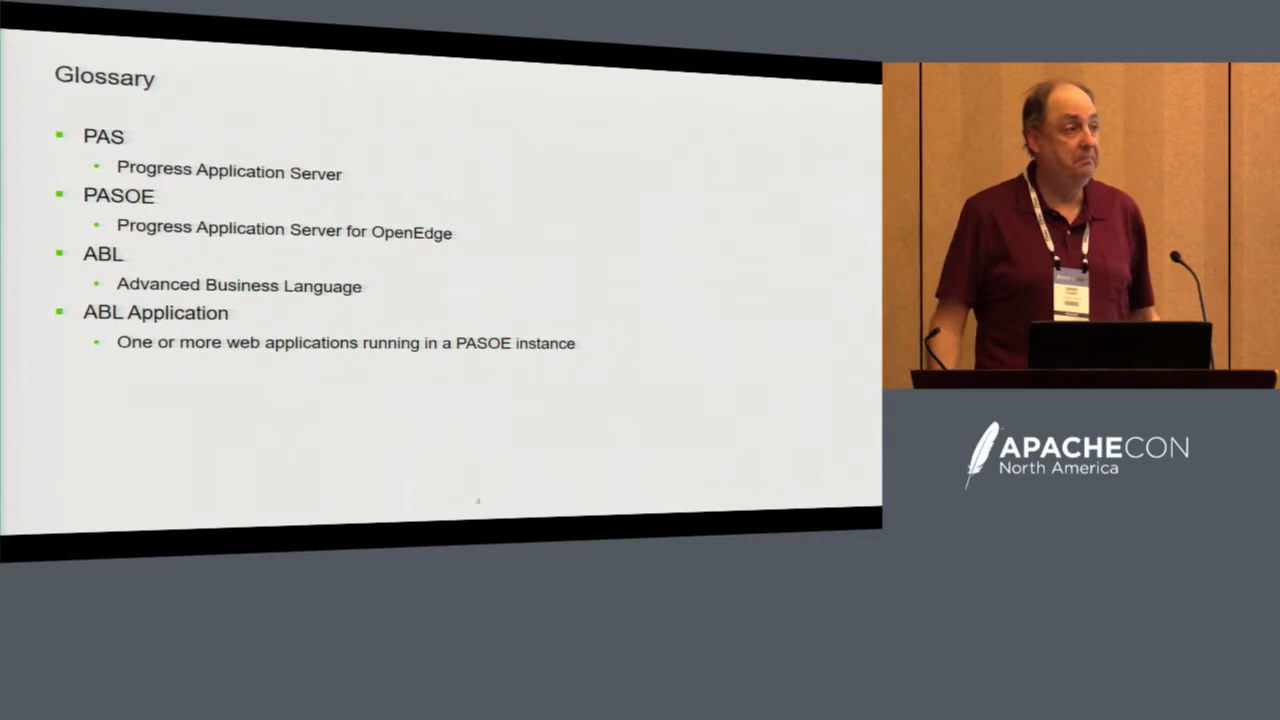 Glossary
PAS
Progress Application Server
PASOE
Progress Application Server for OpenEdge
ABL
Advanced Business Language
ABL Application
One or more web applications running in a PASOE instance
4
APACHECON
North America